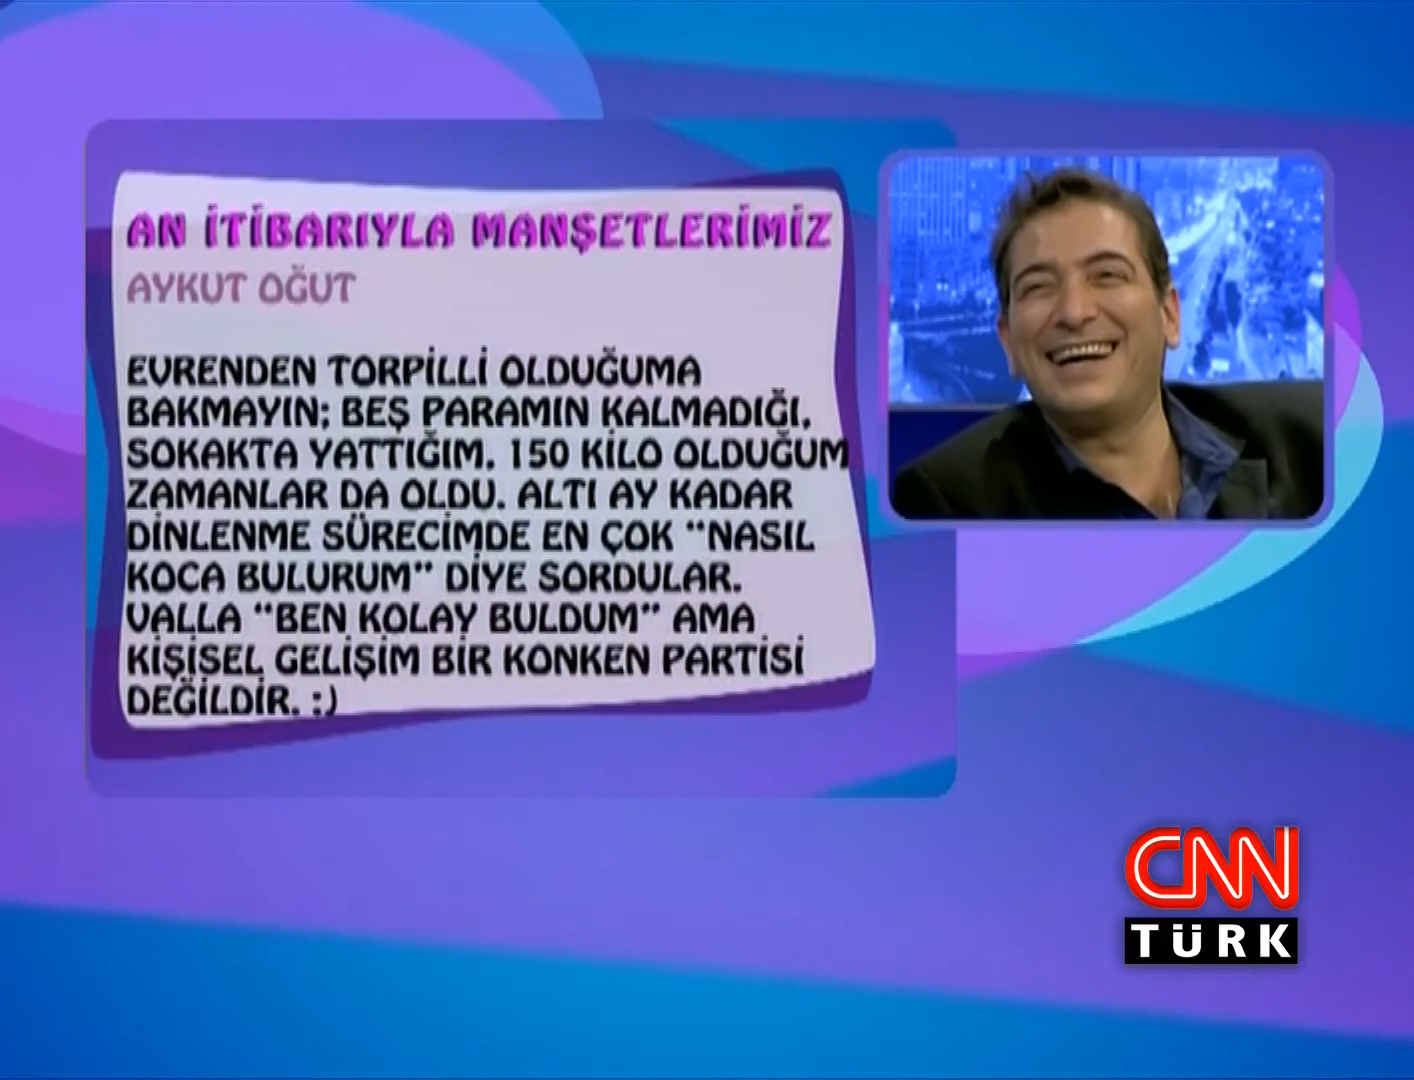 AN İTİBARIYLA MANŞETLERİMİZ
AYKUT OĞUT
EVRENDEN TORPİLLİ OLDUĞUMA
BAKMAYIN; BEŞ PARAMIN KALMADIĞI,
SOKAKTA YATTIĞIM, 150 KİLO OLDUĞUM
ZAMANLAR DA OLDU. ALTI AY KADAR
DİNLENME SÜRECİMDE EN ÇOK “NASIL
KOCA BULURUM” DİYE SORDULAR.
VALLA “BEN KOLAY BULDUM” AMA
KİŞİSEL GELİŞİM BİR KONKEN PARTİSİ
DEĞİLDİR. :)
CNN
TÜRK